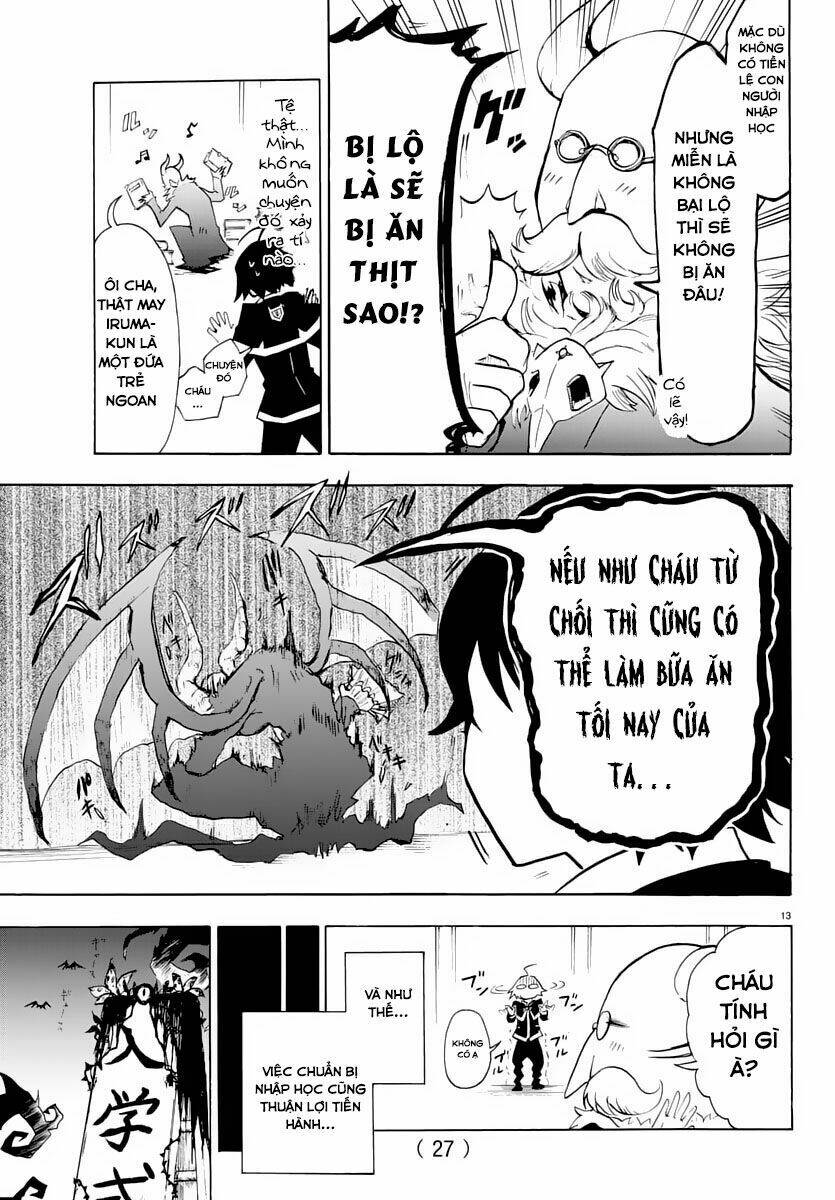 MẶC DÙ
KHÔNG
CÓ TIỀN
LỆ CON
NGƯỜI
NHẬP
HỌC
NHƯNG
MIỄN LÀ
KHÔNG
BẠI LỘ
THÌ SẼ
KHÔNG
BỊ ĂN
ĐÂU!
Có
lẽ
vậy!
BỊ LỘ
LÀ SẼ
BỊ ĂN
THỊT
SAO!?
Tệ
thật...
Mình
không
muốn
chuyện
đó xảy
ra tí
nào...
ÔI CHA,
THẬT MAY
IRUMA-
KUN LÀ
MỘT ĐỨA
TRẺ
NGOAN
CHUYỆN
ĐÓ
CHÁU
...
NẾU NHƯ CHÁU TỪ
CHỐI THÌ CŨNG CÓ
THỂ LÀM BỮA ĂN
TỐI NAY CỦA
TA...
13
CHÁU
TÍNH
HỎI GÌ
À?
KHÔNG
CÓ Ạ
VÀ NHƯ
THẾ...
VIỆC CHUẨN BỊ
NHẬP HỌC CŨNG
THUẬN LỢI TIẾN
HÀNH...
入学式
( 27 )